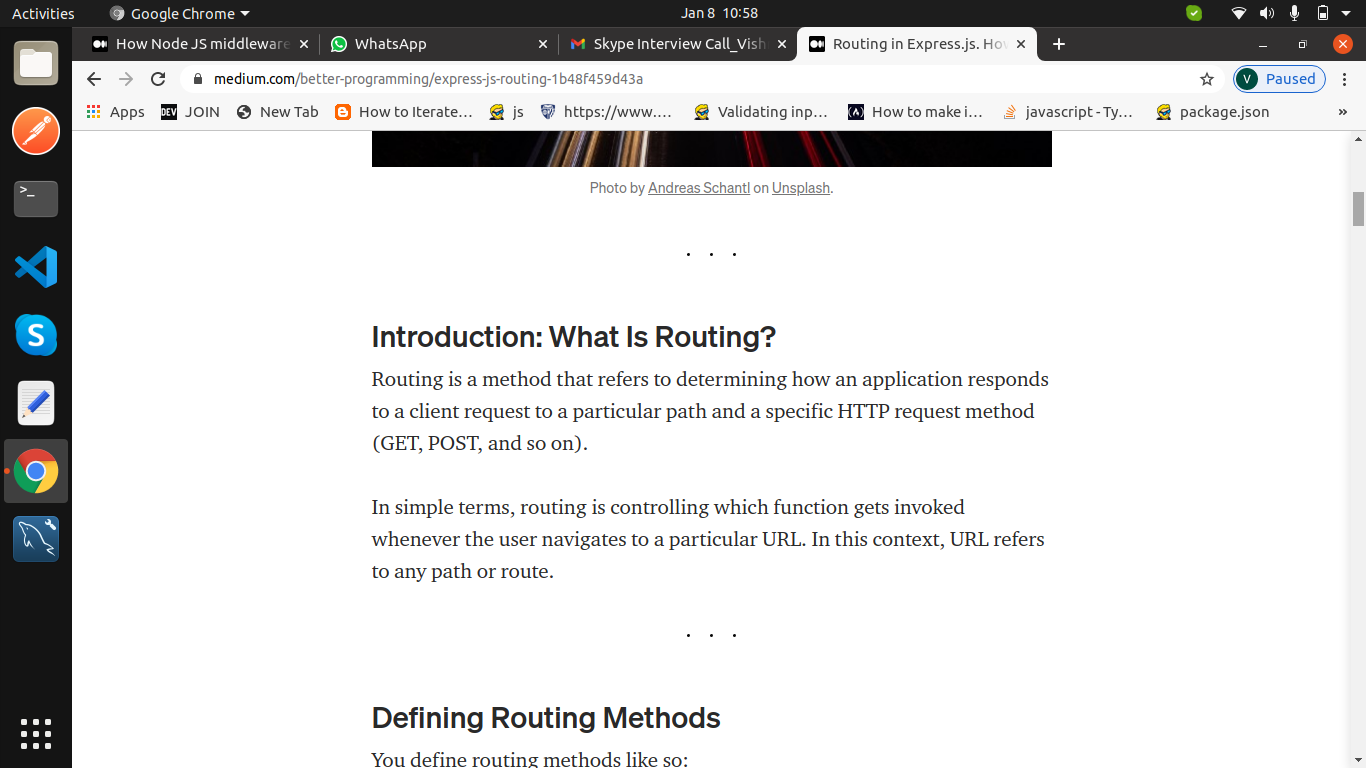 Activities
Google Chrome
Jan 8 10:58
How Node JS middleware
WhatsApp
Skype Interview Call_Vish
Routing in Express.js. Ho
medium.com/better-programming/express-js-routing-1b48f459d43a
V
Paused
Apps
DEV
JOIN
New Tab
How to Iterate…
js
https://www.…
Validating inp…
(A)
How to make i…
javascript - Ty…
package.json
»
Photo by Andreas Schantl on Unsplash.
. . .
Introduction: What Is Routing?
Routing is a method that refers to determining how an application responds
to a client request to a particular path and a specific HTTP request method
(GET, POST, and so on).
In simple terms, routing is controlling which function gets invoked
whenever the user navigates to a particular URL. In this context, URL refers
to any path or route.
. . .
Defining Routing Methods
You define routing methods like so:
>_
S